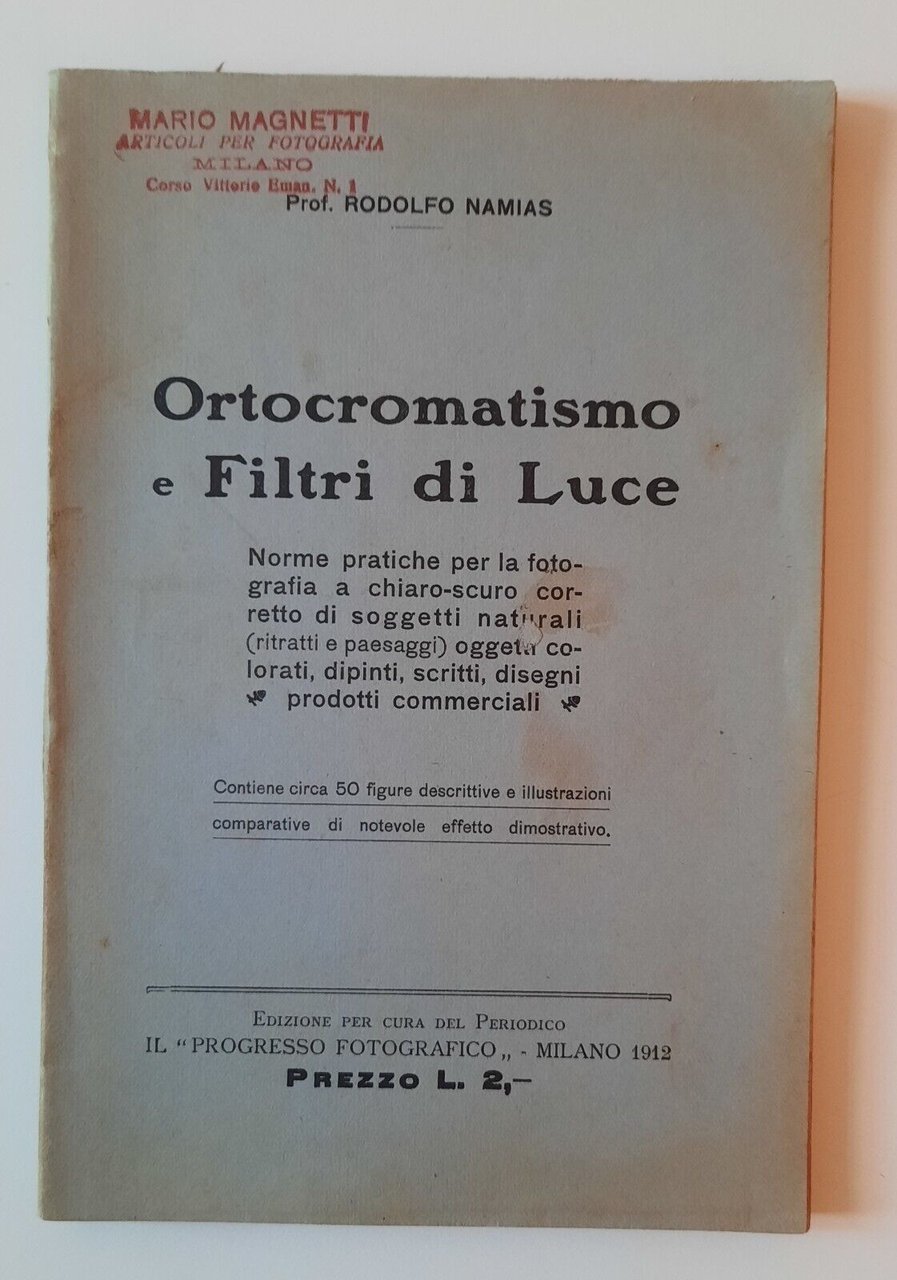 MARIO MAGNETTI
ARTICOLI PER FOTOGRAFIA
MILANO
Corso Vittorio Eman. N. 1
Prof. RODOLFO NAMIAS
Ortocromatismo
e Filtri di Luce
Norme pratiche per la foto-
grafia a chiaro-scuro cor-
retto di soggetti naturali
(ritratti e paesaggi) oggetti co-
lorati, dipinti, scritti, disegni
prodotti commerciali
Contiene circa 50 figure descrittive e illustrazioni
comparative di notevole effetto dimostrativo.
EDIZIONE PER CURA DEL PERIODICO
IL “PROGRESSO FOTOGRAFICO„ - MILANO 1912
PREZZO L. 2,—